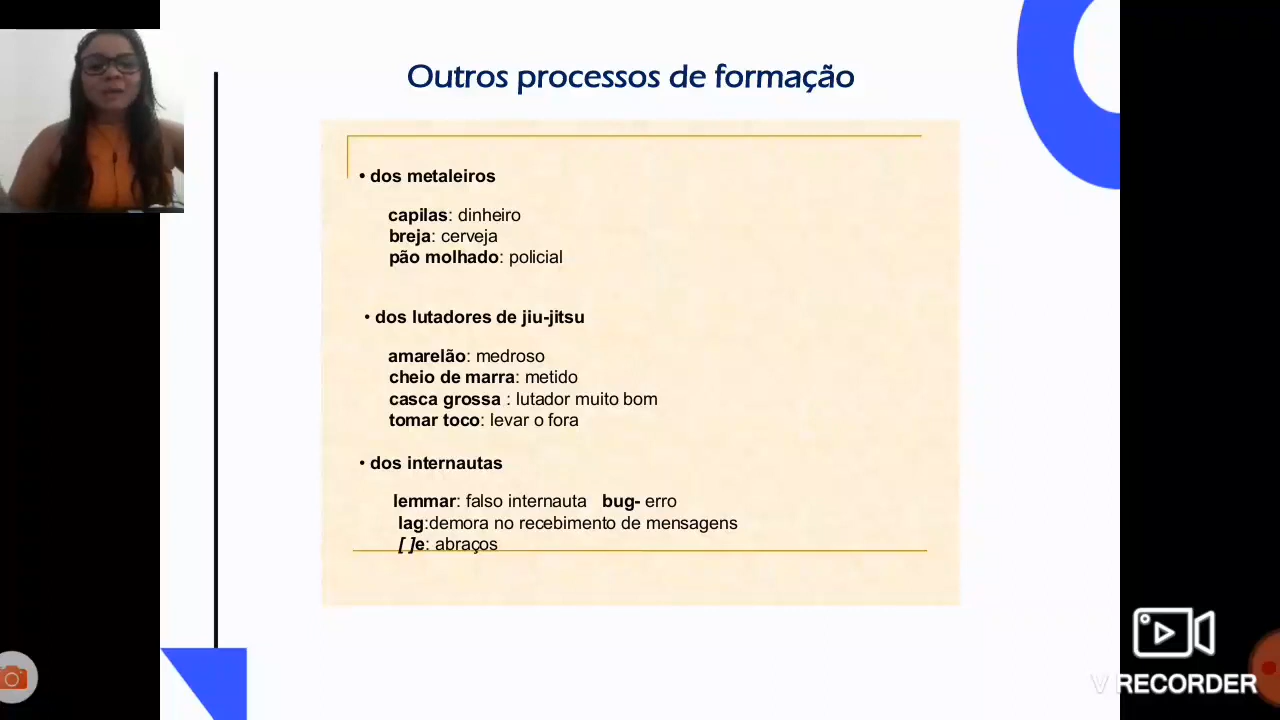 Outros processos de formação
• dos metaleiros
capilas: dinheiro
breja: cerveja
pão molhado: policial
• dos lutadores de jiu-jitsu
amarelão: medroso
cheio de marra: metido
casca grossa : lutador muito bom
tomar toco: levar o fora
• dos internautas
lemmar: falso internauta bug- erro
lag:demora no recebimento de mensagens
[ ]e: abraços
V RECORDER